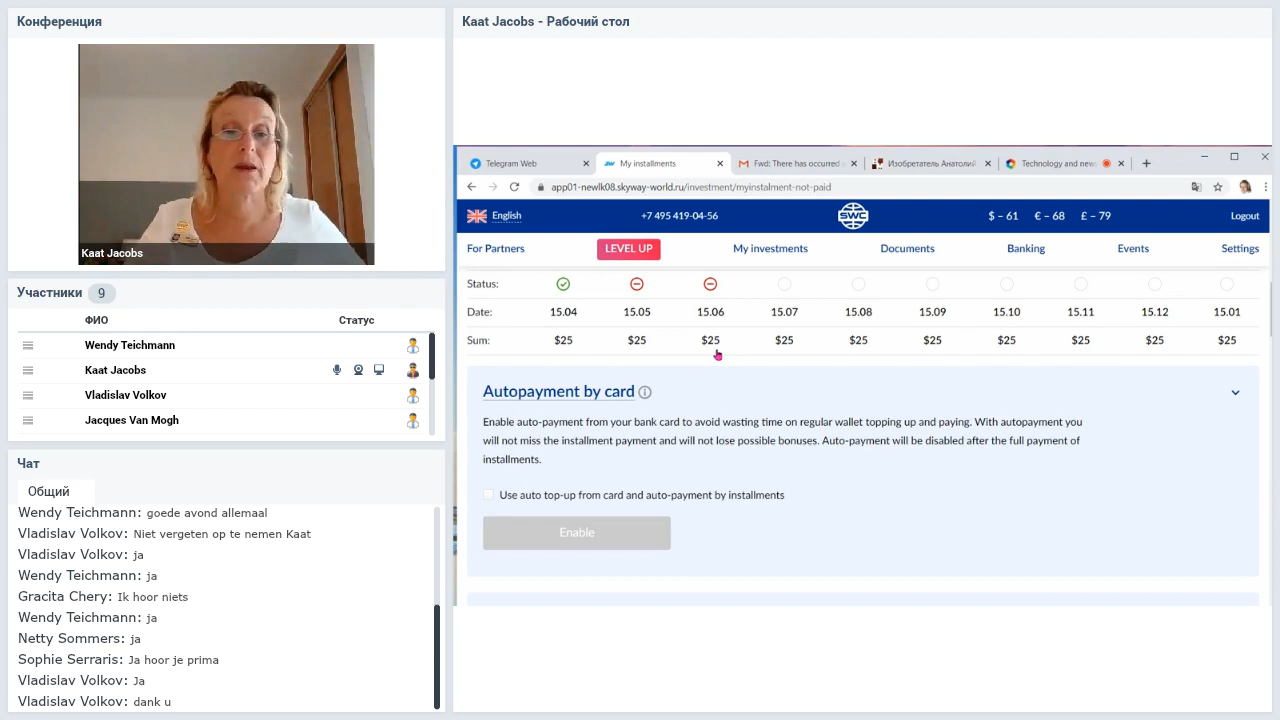 Конференция
Kaat Jacobs
Участники 9
ФИО Статус
Wendy Teichmann
Kaat Jacobs
Vladislav Volkov
Jacques Van Mogh
Чат
Общий
Wendy Teichmann: goede avond allemaal
Vladislav Volkov: Niet vergeten op te nemen Kaat
Vladislav Volkov: ja
Wendy Teichmann: ja
Gracita Chery: Ik hoor niets
Wendy Teichmann: ja
Netty Sommers: ja
Sophie Serraris: Ja hoor je prima
Vladislav Volkov: Ja
Vladislav Volkov: dank u
Kaat Jacobs - Рабочий стол
Telegram Web My installments Fwd: There has occurred Изобретатель Анатолий Technology and new
app01-newlk08.skyway-world.ru/investment/myinstalment-not-paid
English +7 495 419-04-56 SWC $ – 61 € – 68 £ – 79 Logout
For Partners LEVEL UP My investments Documents Banking Events Settings
Status:
Date: 15.04 15.05 15.06 15.07 15.08 15.09 15.10 15.11 15.12 15.01
Sum: $25 $25 $25 $25 $25 $25 $25 $25 $25 $25
Autopayment by card
Enable auto-payment from your bank card to avoid wasting time on regular wallet topping up and paying. With autopayment you
will not miss the installment payment and will not lose possible bonuses. Auto-payment will be disabled after the full payment of
installments.
Use auto top-up from card and auto-payment by installments
Enable